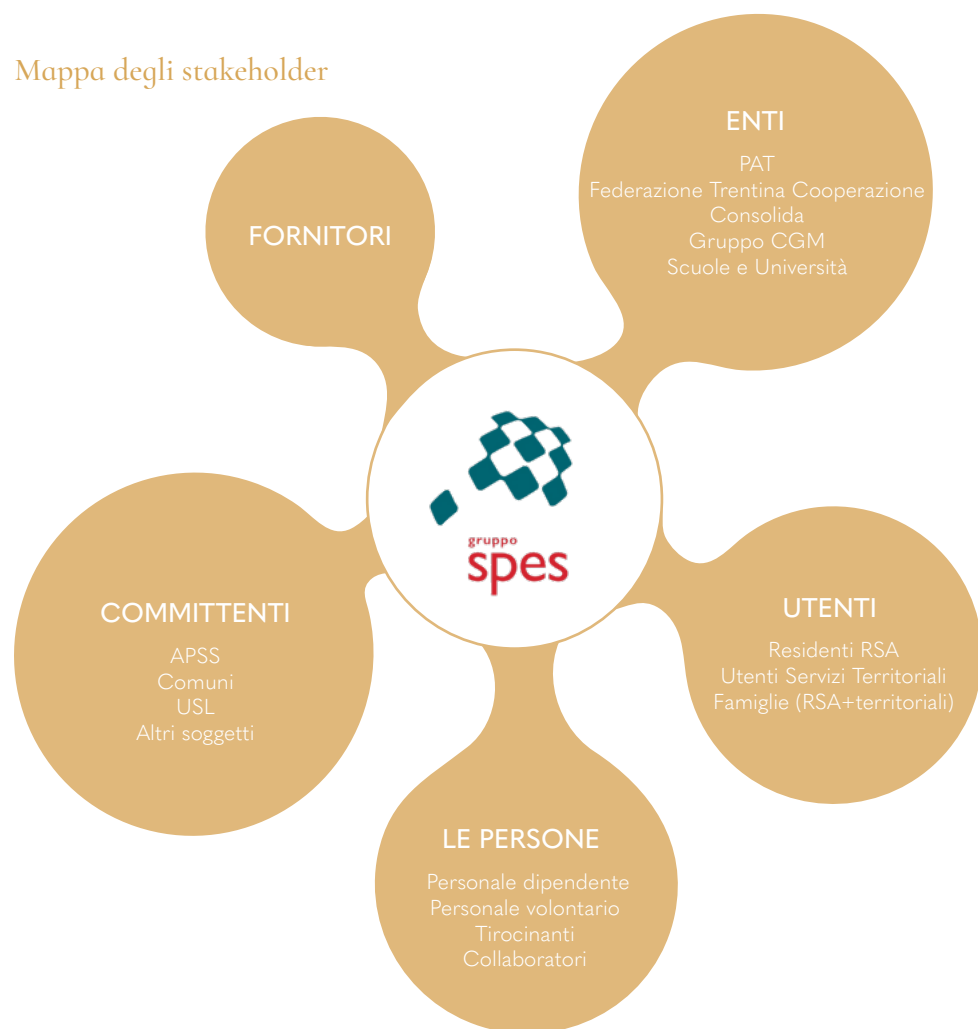 Mappa degli stakeholder
ENTI
PAT
Federazione Trentina Cooperazione
Consolida
Gruppo CGM
Scuole e Università
FORNITORI
gruppo
spes
COMMITTENTI
APSS
Comuni
USL
Altri soggetti
UTENTI
Residenti RSA
Utenti Servizi Territoriali
Famiglie (RSA+territoriali)
LE PERSONE
Personale dipendente
Personale volontario
Tirocinanti
Collaboratori